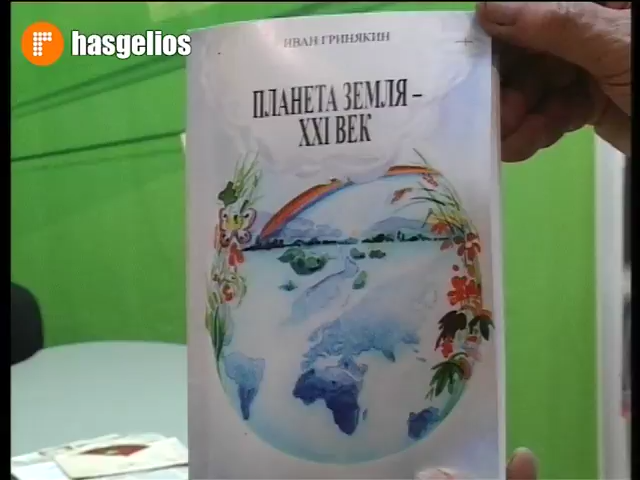 hasgelios
ИВАН ГРИНЯКИН
ПЛАНЕТА ЗЕМЛЯ –
XXI ВЕК